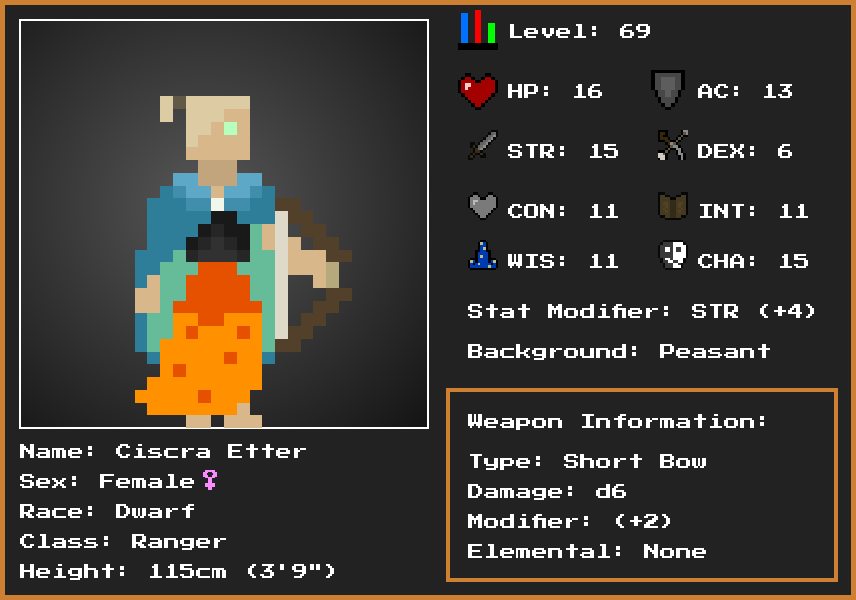 Level: 69
HP: 16 AC: 13
STR: 15 DEX: 6
CON: 11 INT: 11
WIS: 11 CHA: 15
Stat Modifier: STR (+4)
Background: Peasant
Weapon Information:
Type: Short Bow
Damage: d6
Modifier: (+2)
Elemental: None
Name: Ciscra Etter
Sex: Female♀
Race: Dwarf
Class: Ranger
Height: 115cm (3'9")